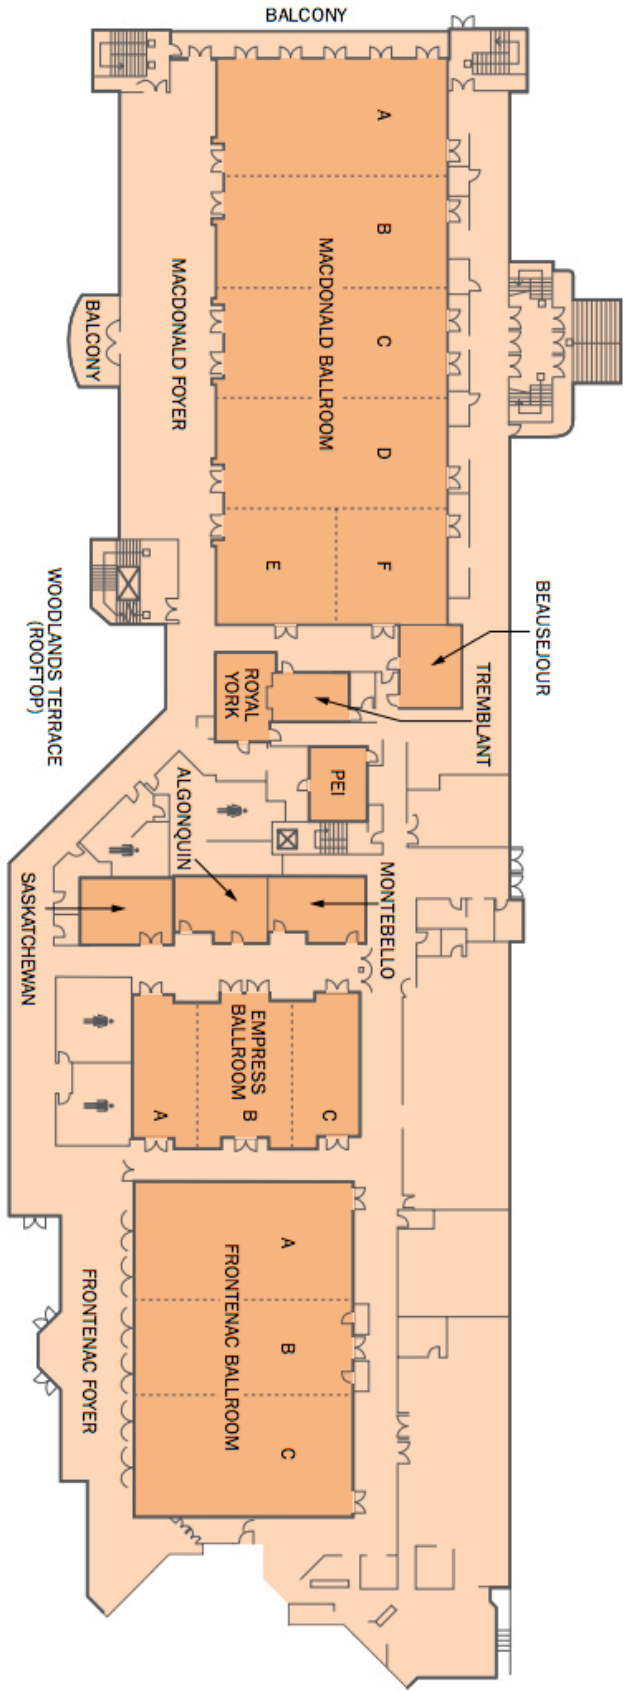 BALCONY
A
B
MACDONALD BALLROOM
MACDONALD FOYER
BALCONY
C
D
E
F
WOODLANDS TERRACE
(ROOFTOP)
BEAUSEJOUR
TREMBLANT
ROYAL
YORK
PEI
ALGONQUIN
MONTEBELLO
SASKATCHEWAN
EMPRESS
BALLROOM
A
B
C
FRONTENAC BALLROOM
A
B
C
FRONTENAC FOYER